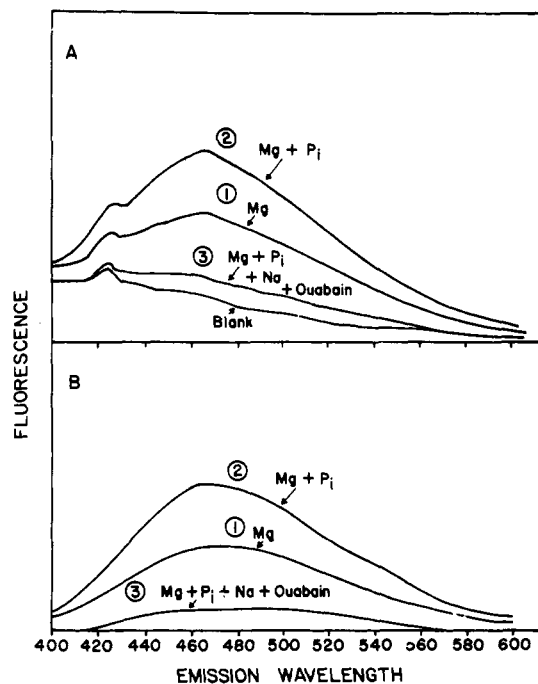 A
②
Mg + Pi
①
Mg
③
Mg + Pi
+ Na
+ Ouabain
Blank
FLUORESCENCE
B
②
Mg + Pi
①
Mg
③ Mg + Pi + Na + Ouabain
400 420 440 460 480 500 520 540 560 580 600
EMISSION WAVELENGTH